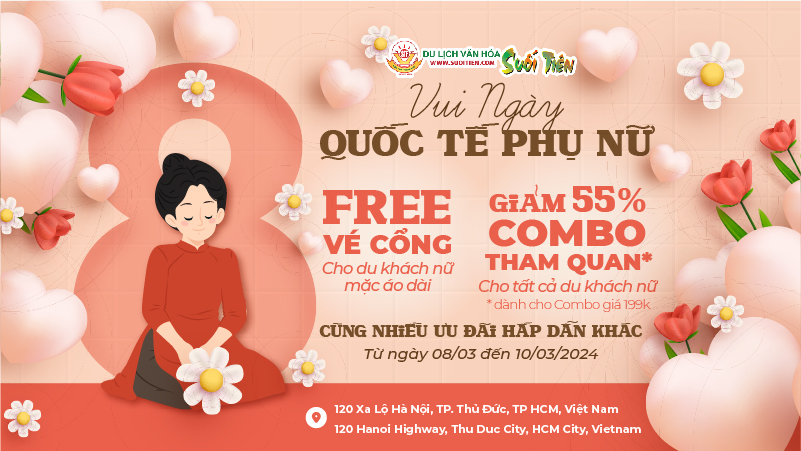 DU LỊCH VĂN HÓA
WWW.SUOITIEN.COM
SUỐI TIÊN
Vui Ngày
QUỐC TẾ PHỤ NỮ
FREE
VÉ CỔNG
Cho du khách nữ
mặc áo dài
GIẢM 55%
COMBO
THAM QUAN*
Cho tất cả du khách nữ
* dành cho Combo giá 199k
CÙNG NHIỀU ƯU ĐÃI HẤP DẪN KHÁC
Từ ngày 08/03 đến 10/03/2024
120 Xa Lộ Hà Nội, TP. Thủ Đức, TP HCM, Việt Nam
120 Hanoi Highway, Thu Duc City, HCM City, Vietnam